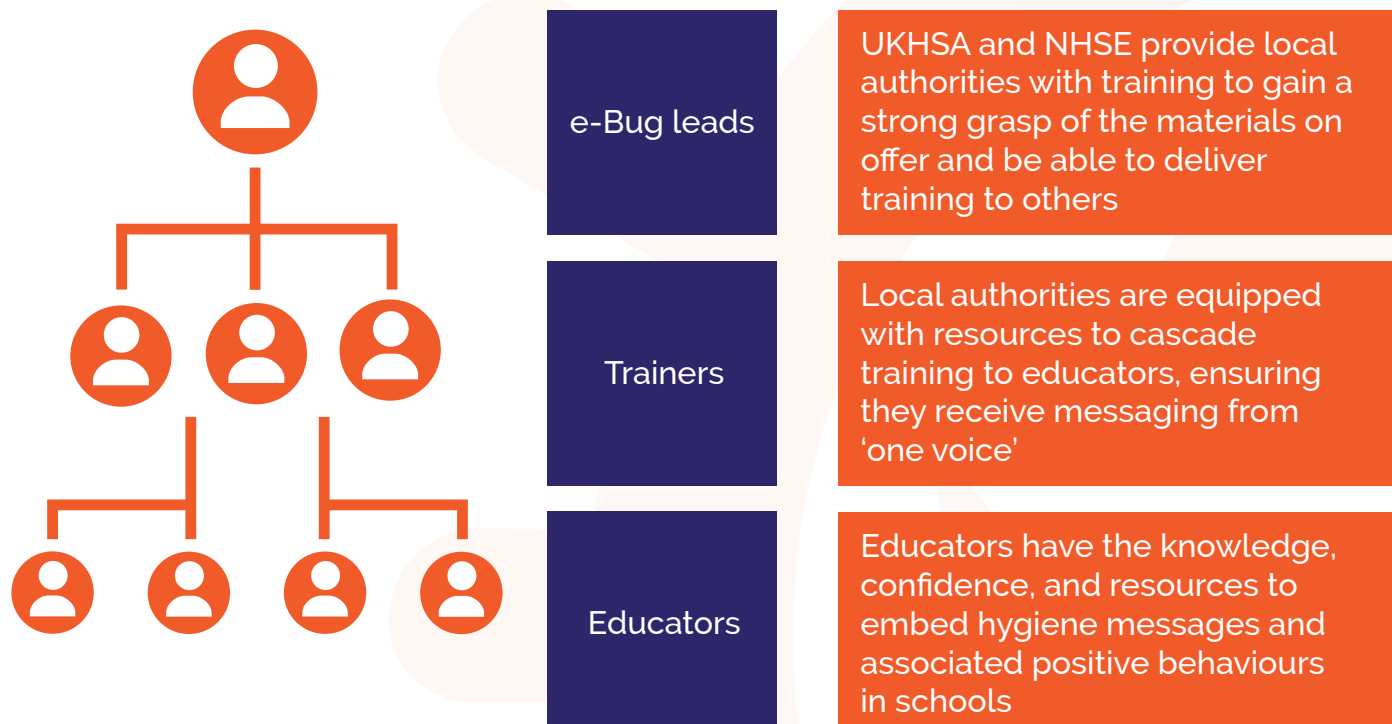 e-Bug leads
UKHSA and NHSE provide local
authorities with training to gain a
strong grasp of the materials on
offer and be able to deliver
training to others
Trainers
Local authorities are equipped
with resources to cascade
training to educators, ensuring
they receive messaging from
‘one voice’
Educators
Educators have the knowledge,
confidence, and resources to
embed hygiene messages and
associated positive behaviours
in schools